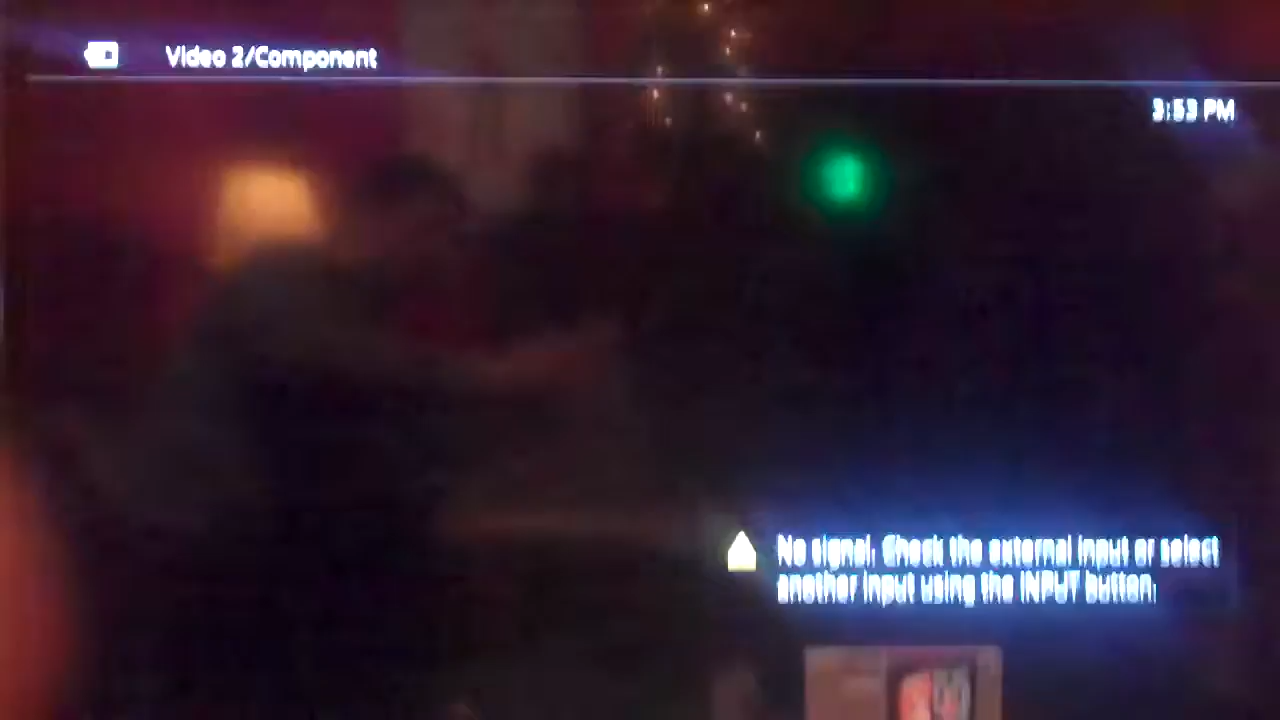 Video 2/Component
3:53 PM
No signal. Check the external input or select
another input using the INPUT button.